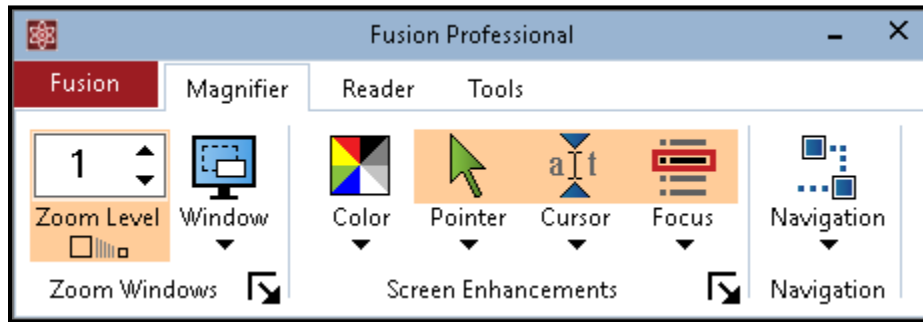 Fusion Professional
Fusion Magnifier Reader Tools
1
a t
Zoom Level Window Color Pointer Cursor Focus Navigation
Zoom Windows Screen Enhancements Navigation